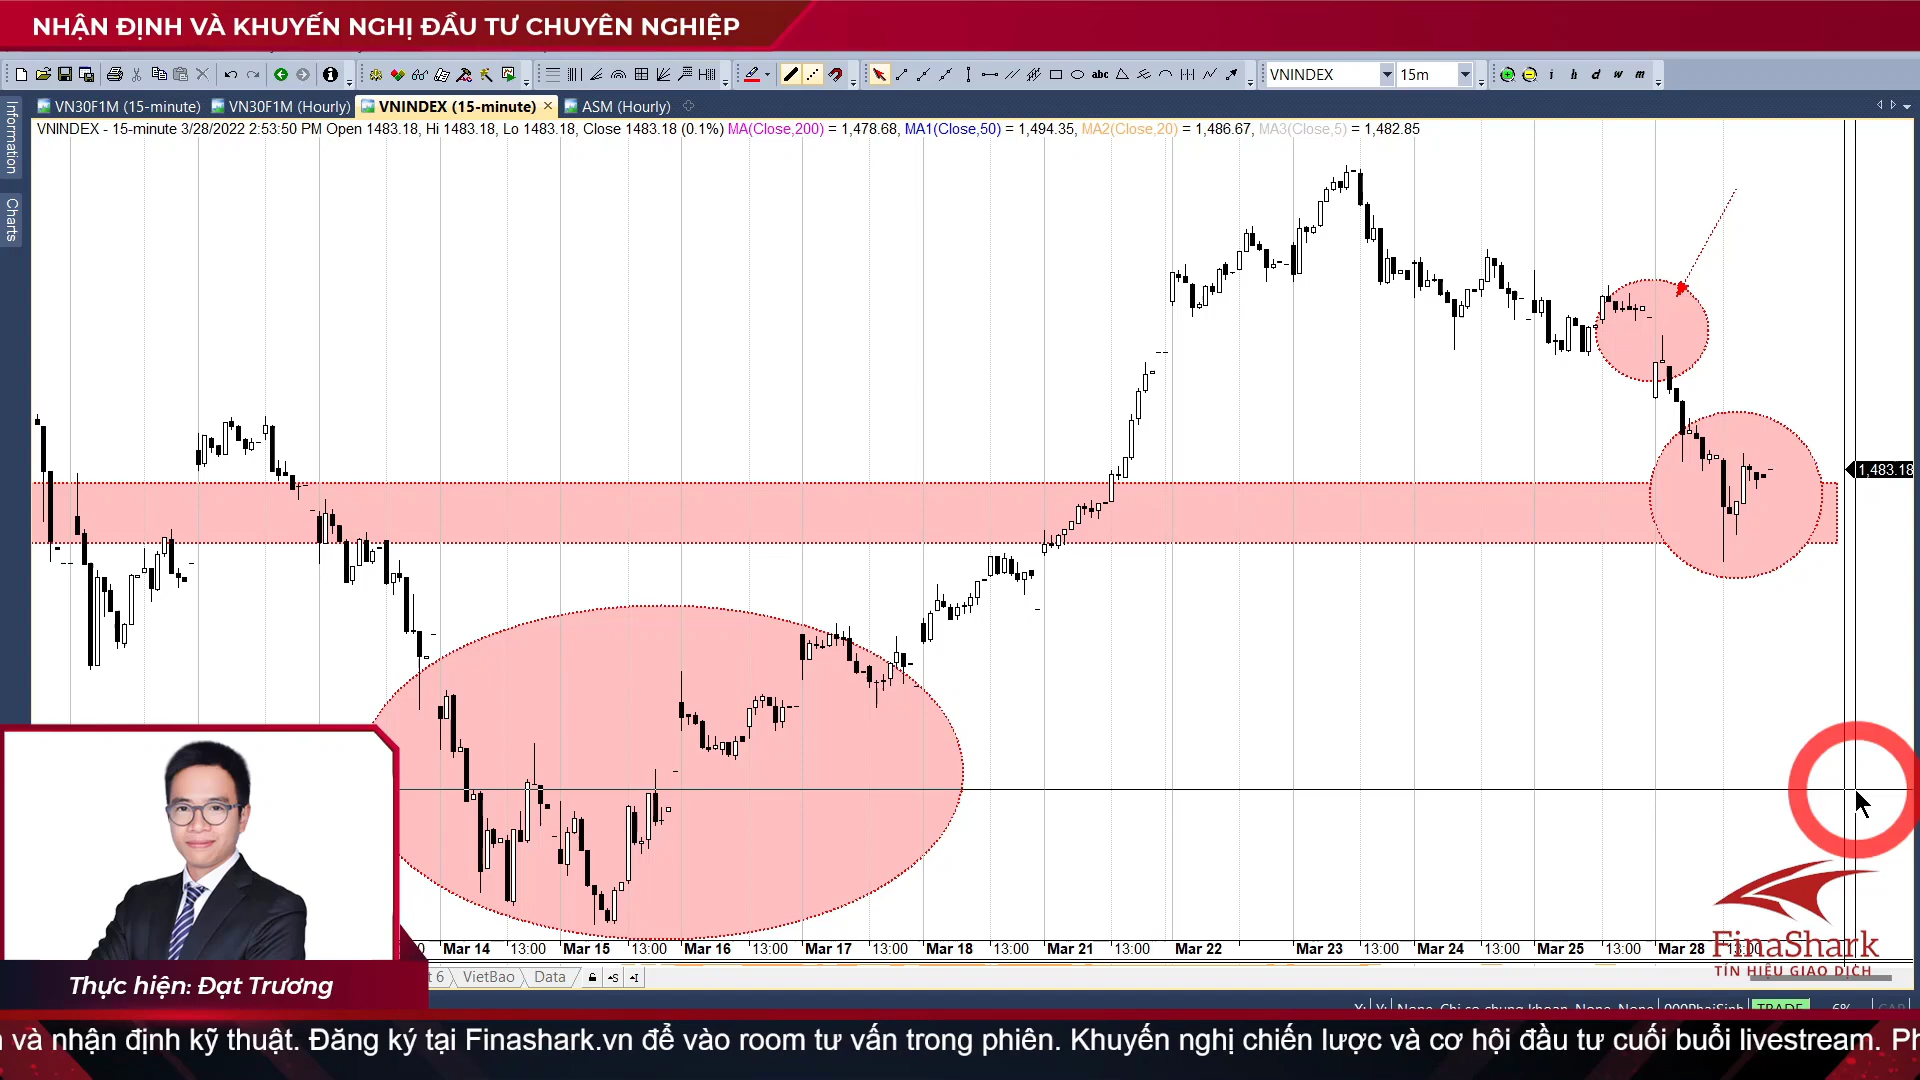 NHẬN ĐỊNH VÀ KHUYẾN NGHỊ ĐẦU TƯ CHUYÊN NGHIỆP
abc
VNINDEX
15m
i h d w m
Information
Charts
VN30F1M (15-minute)
VN30F1M (Hourly)
VNINDEX (15-minute)
ASM (Hourly)
VNINDEX - 15-minute 3/28/2022 2:53:50 PM Open 1483.18, Hi 1483.18, Lo 1483.18, Close 1483.18 (0.1%) MA(Close,200) = 1,478.68, MA1(Close,50) = 1,494.35, MA2(Close,20) = 1,486.67, MA3(Close,5) = 1,482.85
1,483.18
Mar 14 13:00 Mar 15 13:00 Mar 16 13:00 Mar 17 13:00 Mar 18 13:00 Mar 21 13:00 Mar 22 Mar 23 13:00 Mar 24 13:00 Mar 25 13:00 Mar 28 13:00
FinaShark
TÍN HIỆU GIAO DỊCH
t 6 VietBao Data
Thực hiện: Đạt Trương
và nhận định kỹ thuật. Đăng ký tại Finashark.vn để vào room tư vấn trong phiên. Khuyến nghị chiến lược và cơ hội đầu tư cuối buổi livestream.